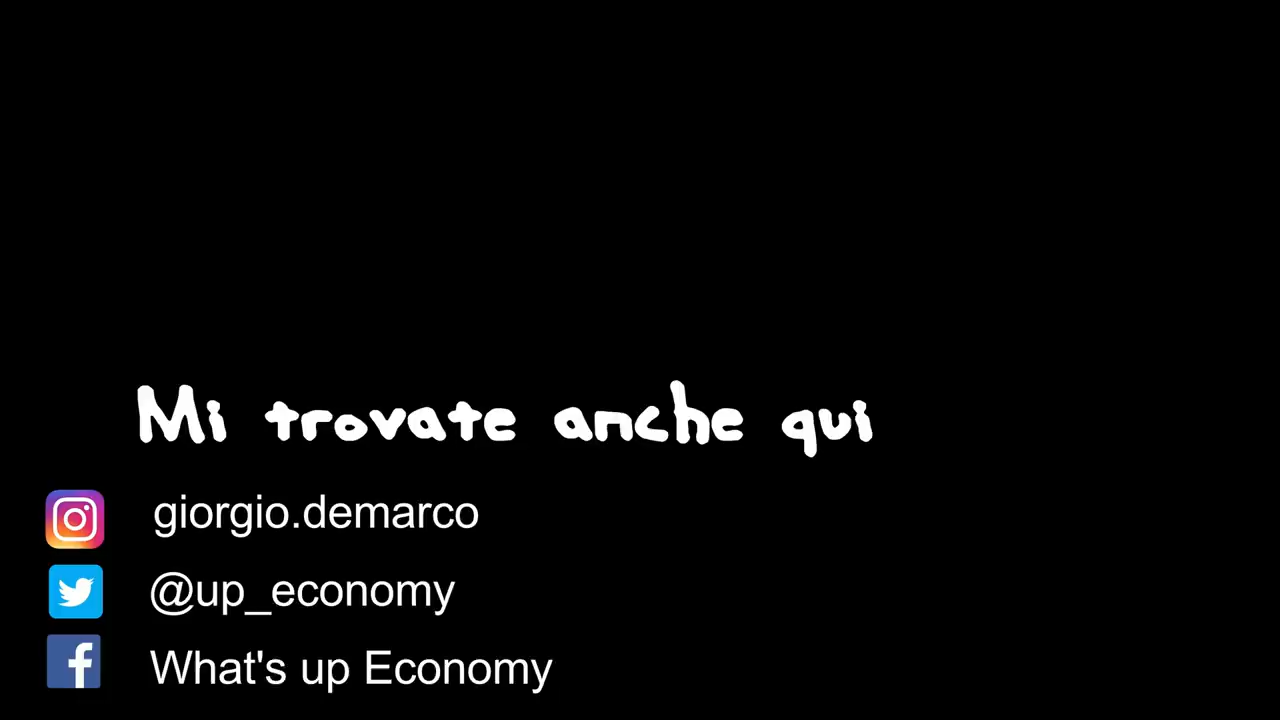 Mi trovate anche qui
giorgio.demarco
@up_economy
What's up Economy